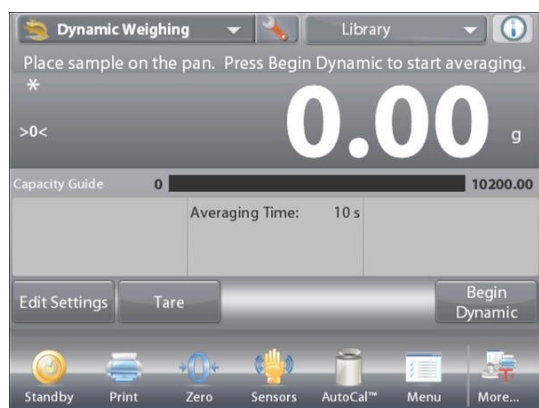 Dynamic Weighing
Library
Place sample on the pan. Press Begin Dynamic to start averaging.
*
>0<
0.00 g
Capacity Guide 0 10200.00
Averaging Time: 10 s
Edit Settings
Tare
Begin
Dynamic
0
Standby Print Zero Sensors AutoCal™ Menu More...